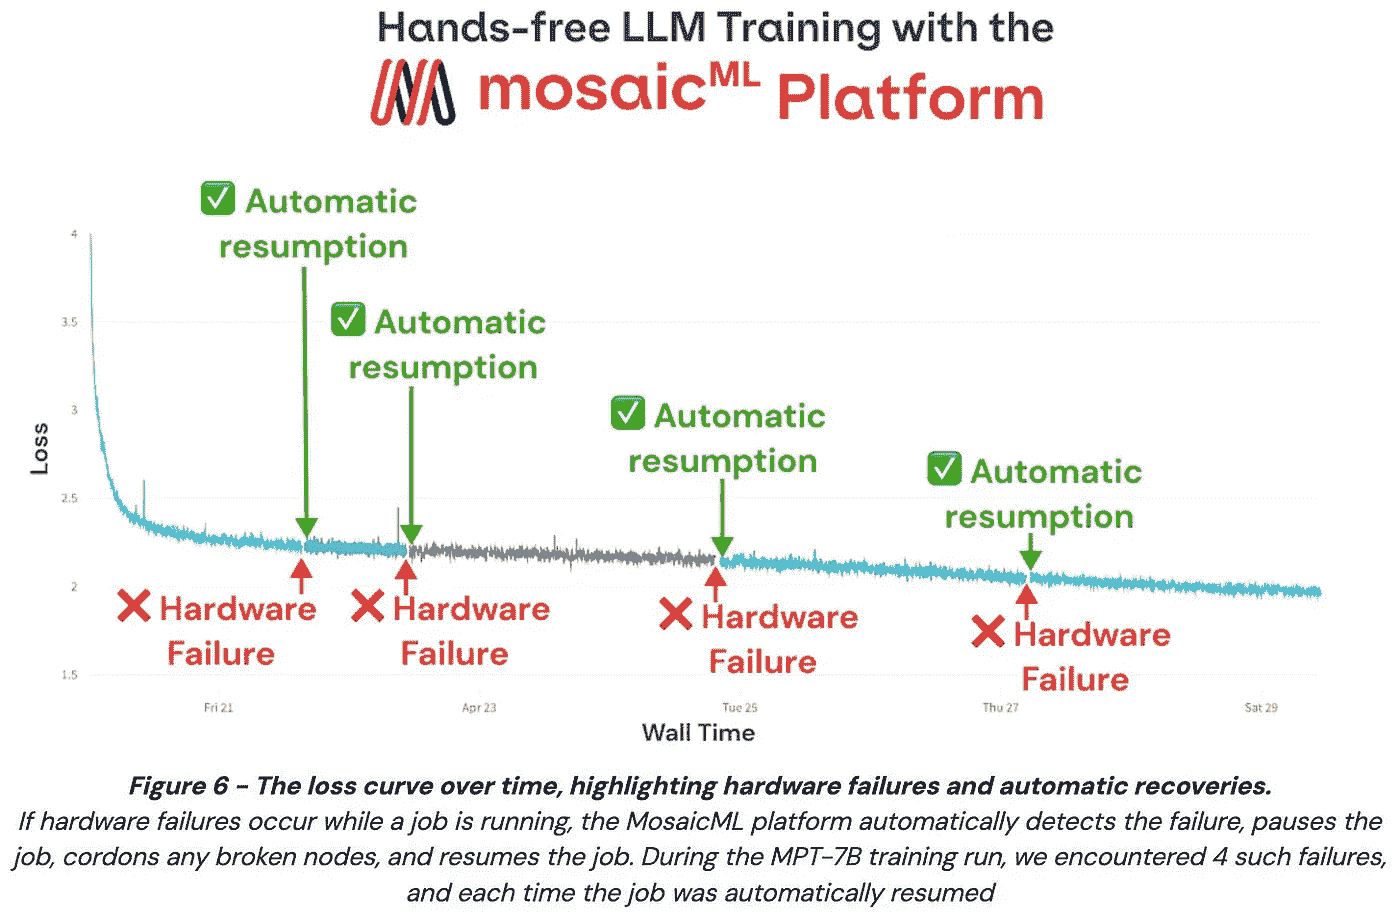 Hands-free LLM Training with the
mosaicML Platform
✅ Automatic
resumption
✅ Automatic
resumption
✅ Automatic
resumption
✅ Automatic
resumption
4
3.5
3
2.5
2
1.5
Loss
❌ Hardware
Failure
❌ Hardware
Failure
❌ Hardware
Failure
❌ Hardware
Failure
Fri 21
Apr 23
Tue 25
Thu 27
Sat 29
Wall Time
Figure 6 - The loss curve over time, highlighting hardware failures and automatic recoveries.
If hardware failures occur while a job is running, the MosaicML platform automatically detects the failure, pauses the
job, cordons any broken nodes, and resumes the job. During the MPT-7B training run, we encountered 4 such failures,
and each time the job was automatically resumed